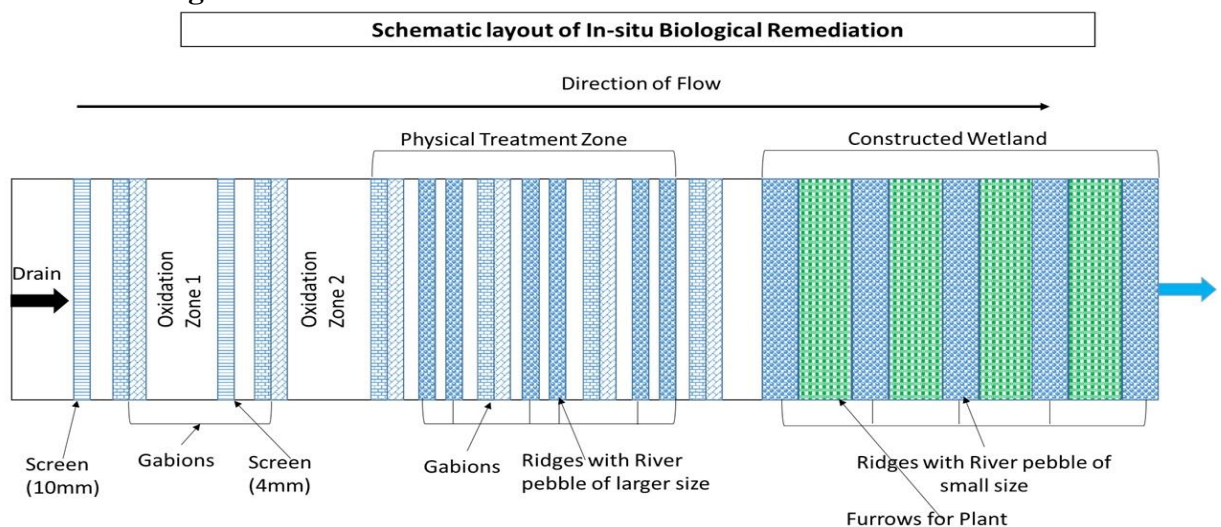 Schematic layout of In-situ Biological Remediation
Direction of Flow
Physical Treatment Zone
Constructed Wetland
Drain
Oxidation
Zone 1
Oxidation
Zone 2
Screen
(10mm)
Gabions
Screen
(4mm)
Gabions
Ridges with River
pebble of larger size
Ridges with River pebble of
small size
Furrows for Plant